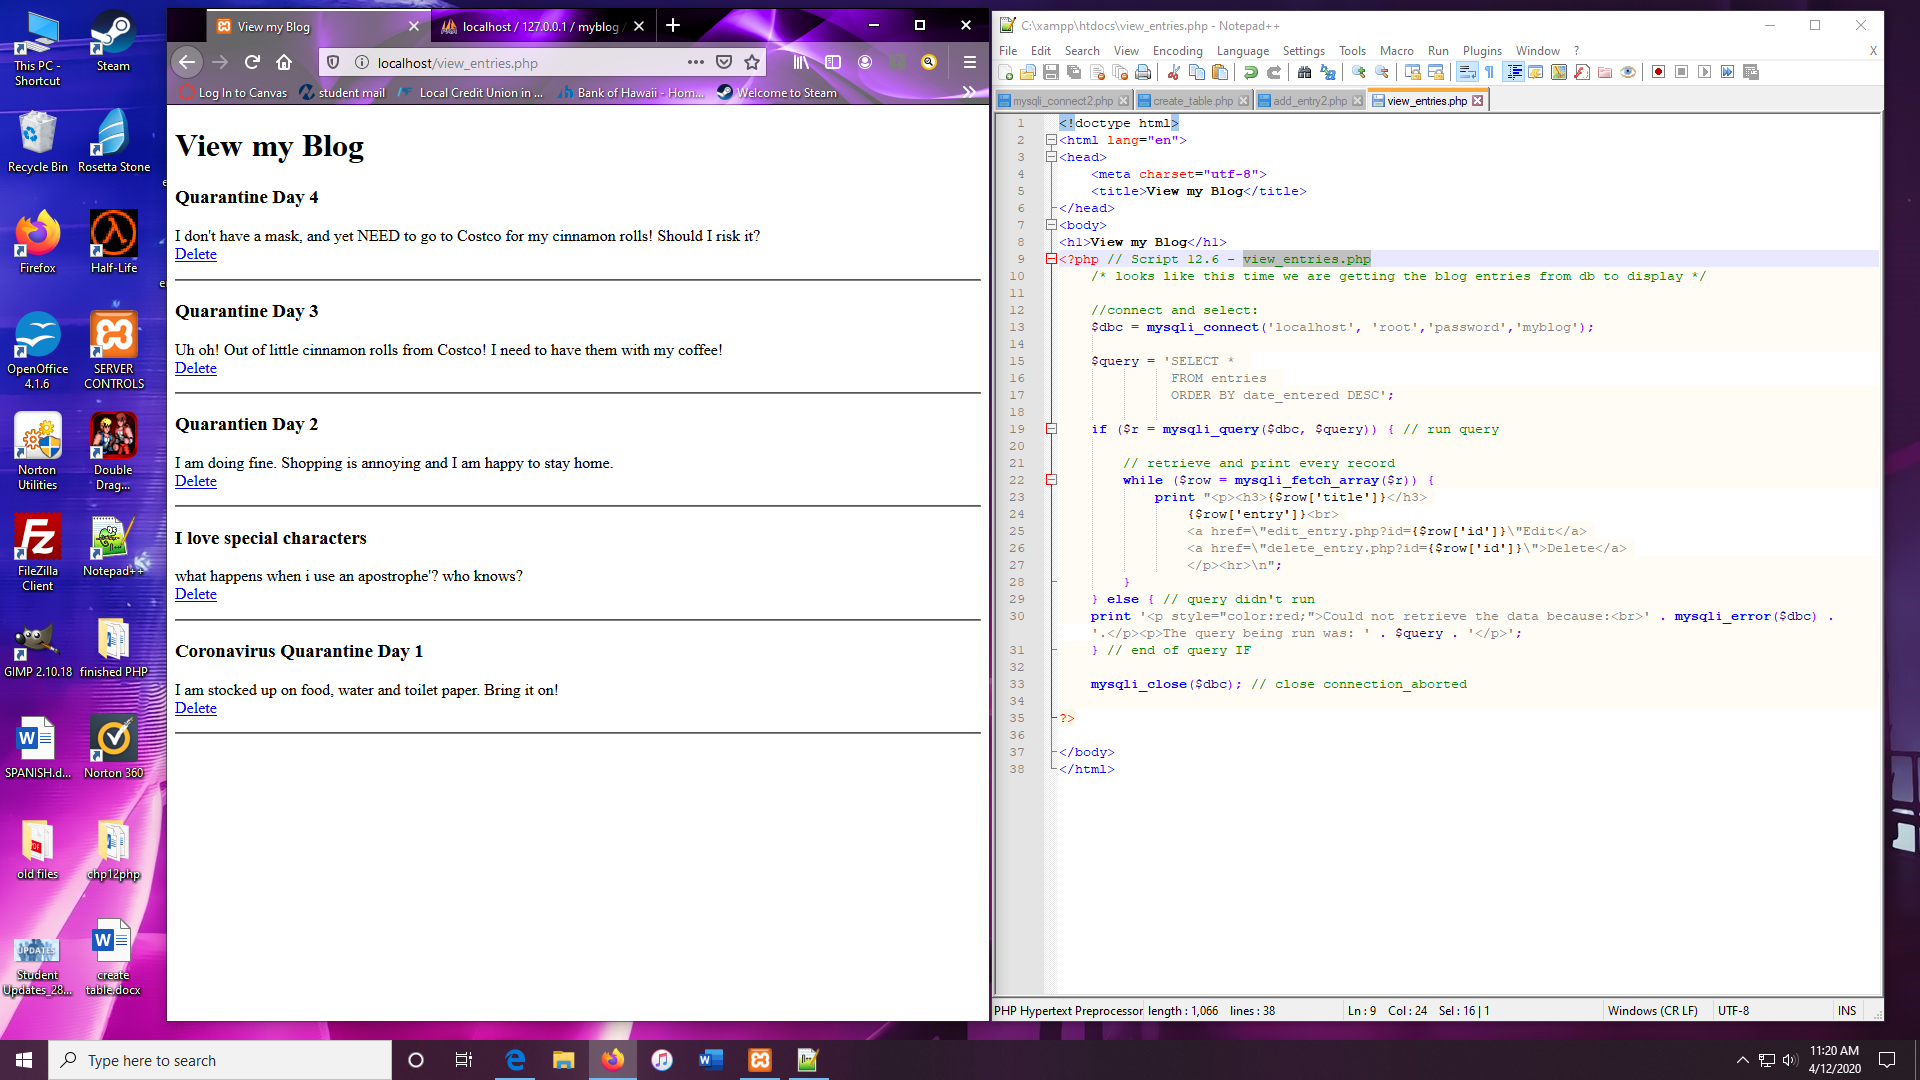 This PC - Shortcut
Steam
Recycle Bin
Rosetta Stone
Firefox
Half-Life
OpenOffice 4.1.6
SERVER CONTROLS
Norton Utilities
Double Drag...
FileZilla Client
Notepad++
GIMP 2.10.18
finished PHP
SPANISH.d...
Norton 360
old files
chp12php
Student Updates_28...
create table.docx
View my Blog
localhost / 127.0.0.1 / myblog /
localhost/view_entries.php
Log In to Canvas
student mail
Local Credit Union in ...
Bank of Hawaii - Hom...
Welcome to Steam
View my Blog
Quarantine Day 4
I don't have a mask, and yet NEED to go to Costco for my cinnamon rolls! Should I risk it?
Delete
Quarantine Day 3
Uh oh! Out of little cinnamon rolls from Costco! I need to have them with my coffee!
Delete
Quarantien Day 2
I am doing fine. Shopping is annoying and I am happy to stay home.
Delete
I love special characters
what happens when i use an apostrophe'? who knows?
Delete
Coronavirus Quarantine Day 1
I am stocked up on food, water and toilet paper. Bring it on!
Delete
C:\xampp\htdocs\view_entries.php - Notepad++
File Edit Search View Encoding Language Settings Tools Macro Run Plugins Window ? X
mysqli_connect2.php create_table.php add_entry2.php view_entries.php
1 <!doctype html>
2 <html lang="en">
3 <head>
4 <meta charset="utf-8">
5 <title>View my Blog</title>
6 </head>
7 <body>
8 <h1>View my Blog</h1>
9 <?php // Script 12.6 - view_entries.php
10 /* looks like this time we are getting the blog entries from db to display */
11
12 //connect and select:
13 $dbc = mysqli_connect('localhost', 'root','password','myblog');
14
15 $query = 'SELECT *
16 FROM entries
17 ORDER BY date_entered DESC';
18
19 if ($r = mysqli_query($dbc, $query)) { // run query
20
21 // retrieve and print every record
22 while ($row = mysqli_fetch_array($r)) {
23 print "<p><h3>{$row['title']}</h3>
24 {$row['entry']}<br>
25 <a href=\"edit_entry.php?id={$row['id']}\"Edit</a>
26 <a href=\"delete_entry.php?id={$row['id']}\">Delete</a>
27 </p><hr>\n";
28 }
29 } else { // query didn't run
30 print '<p style="color:red;">Could not retrieve the data because:<br>' . mysqli_error($dbc) .
'.</p><p>The query being run was: ' . $query . '</p>';
31 } // end of query IF
32
33 mysqli_close($dbc); // close connection_aborted
34
35 ?>
36
37 </body>
38 </html>
PHP Hypertext Preprocessor length : 1,066 lines : 38 Ln : 9 Col : 24 Sel : 16 | 1 Windows (CR LF) UTF-8 INS
Type here to search
11:20 AM
4/12/2020